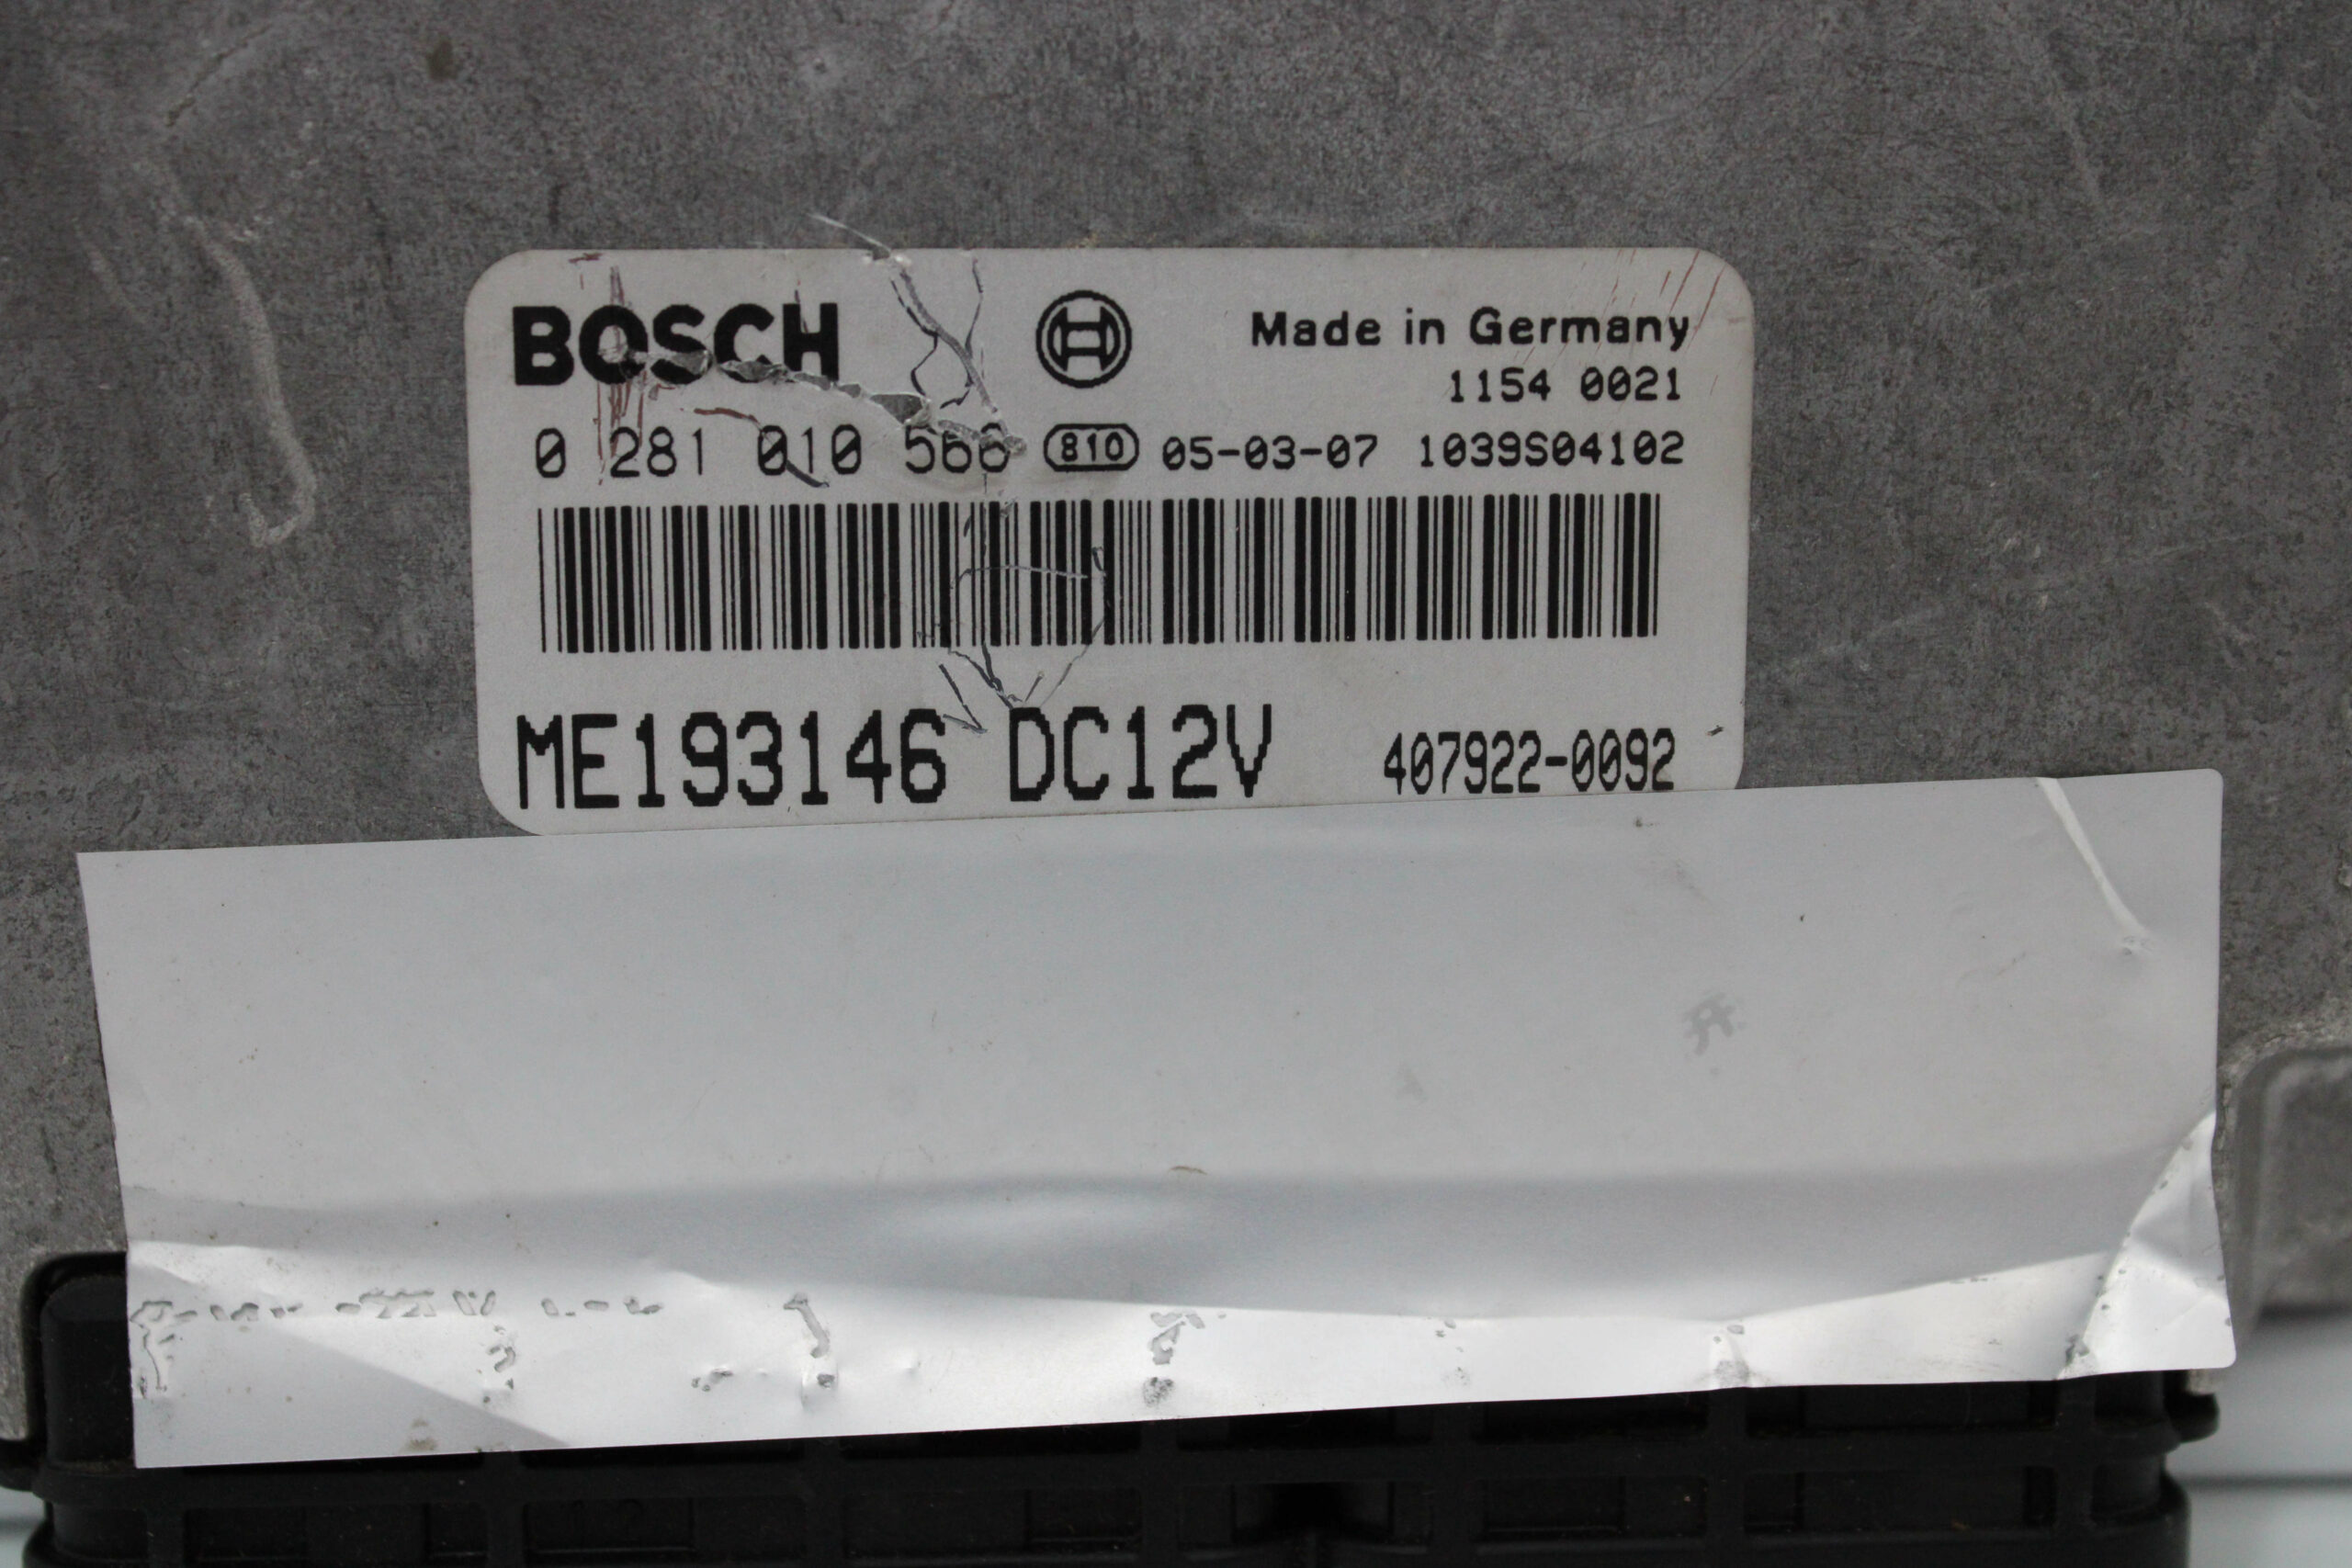 BOSCH
Made in Germany
1154 0021
0 281 010 566 810 05-03-07 1039S04102
ME193146 DC12V 407922-0092